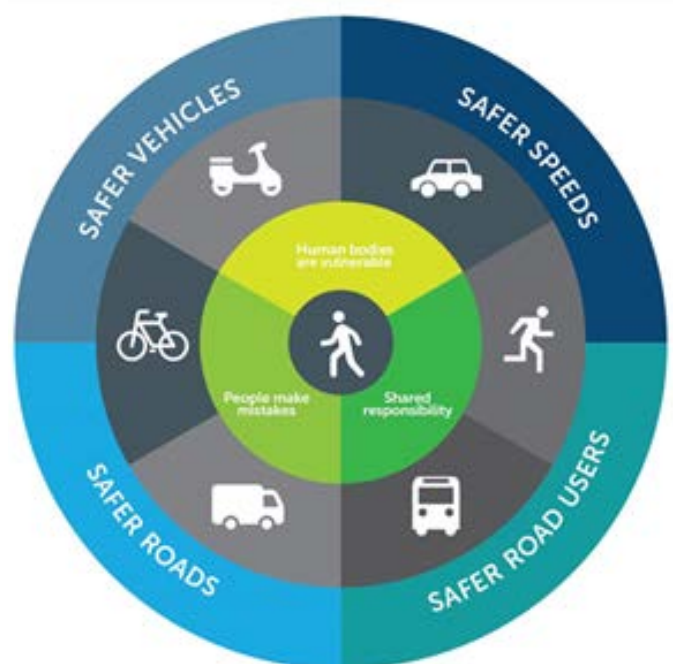 SAFER VEHICLES
SAFER SPEEDS
Human bodies
are vulnerable
People make
mistakes
Shared
responsibility
SAFER ROADS
SAFER ROAD USERS